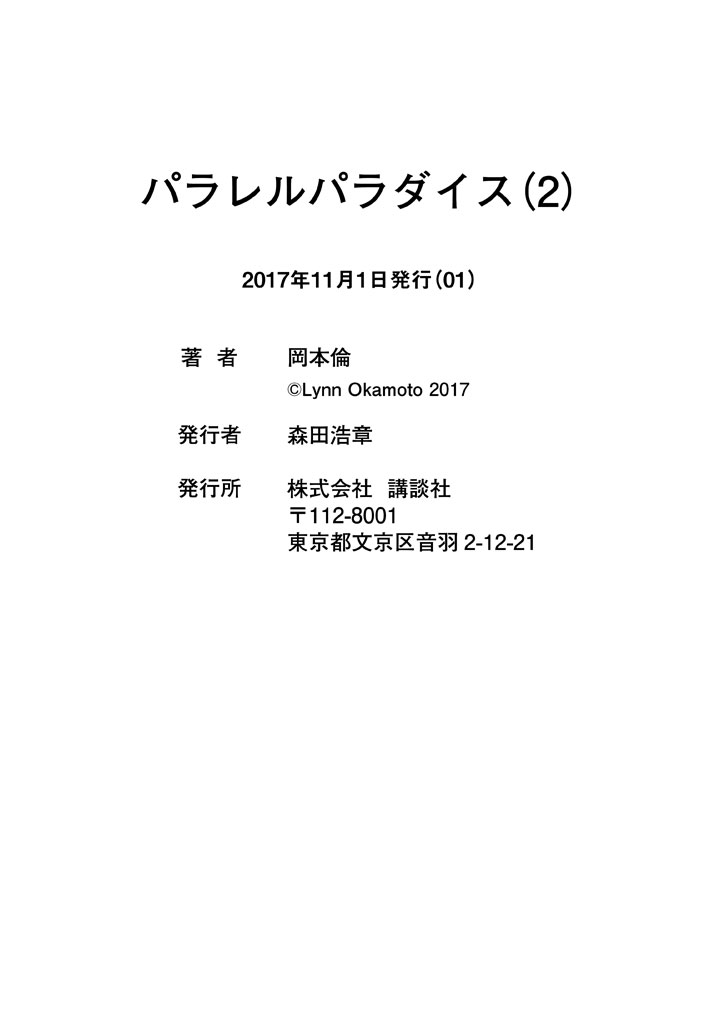 パラレルパラダイス(2)
2017年11月1日発行(01)
著 者 岡本倫
©Lynn Okamoto 2017
発行者 森田浩章
発行所 株式会社 講談社
〒112-8001
東京都文京区音羽 2-12-21